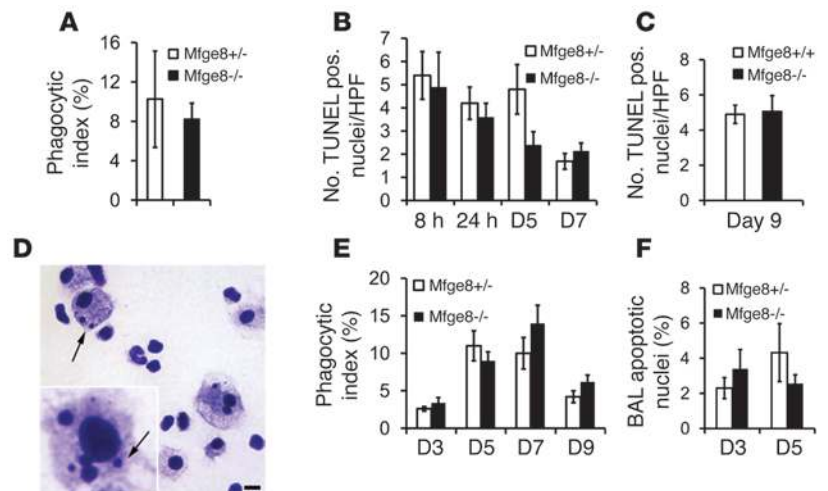 A
Phagocytic
index (%)
16
12
8
4
0
Mfge8+/-
Mfge8-/-
B
No. TUNEL pos.
nuclei/HPF
7
6
5
4
3
2
1
0
Mfge8+/-
Mfge8-/-
8 h 24 h D5 D7
C
No. TUNEL pos.
nuclei/HPF
8
6
4
2
0
Mfge8+/+
Mfge8-/-
Day 9
D
E
Phagocytic
index (%)
20
15
10
5
0
Mfge8+/-
Mfge8-/-
D3 D5 D7 D9
F
BAL apoptotic
nuclei (%)
8
6
4
2
0
Mfge8+/-
Mfge8-/-
D3 D5